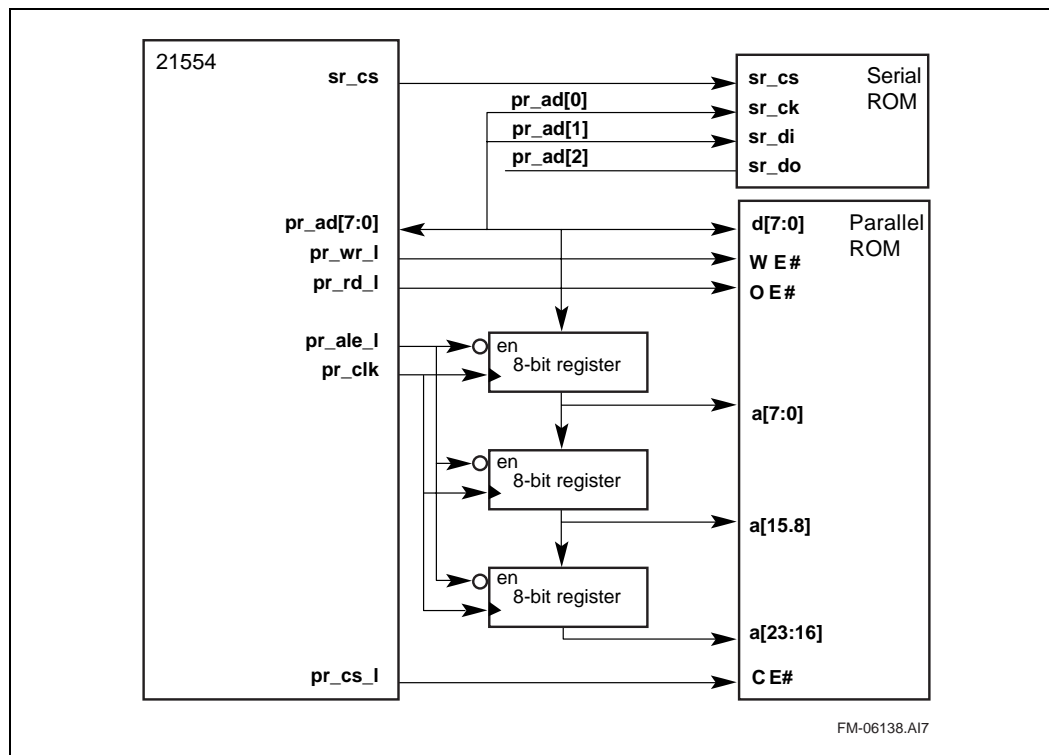 21554
sr_cs
pr_ad[7:0]
pr_wr_l
pr_rd_l
pr_ale_l
pr_clk
pr_cs_l
pr_ad[0]
pr_ad[1]
pr_ad[2]
en
8-bit register
en
8-bit register
en
8-bit register
Serial
ROM
sr_cs
sr_ck
sr_di
sr_do
Parallel
ROM
d[7:0]
W E#
O E#
a[7:0]
a[15.8]
a[23:16]
C E#
FM-06138.AI7